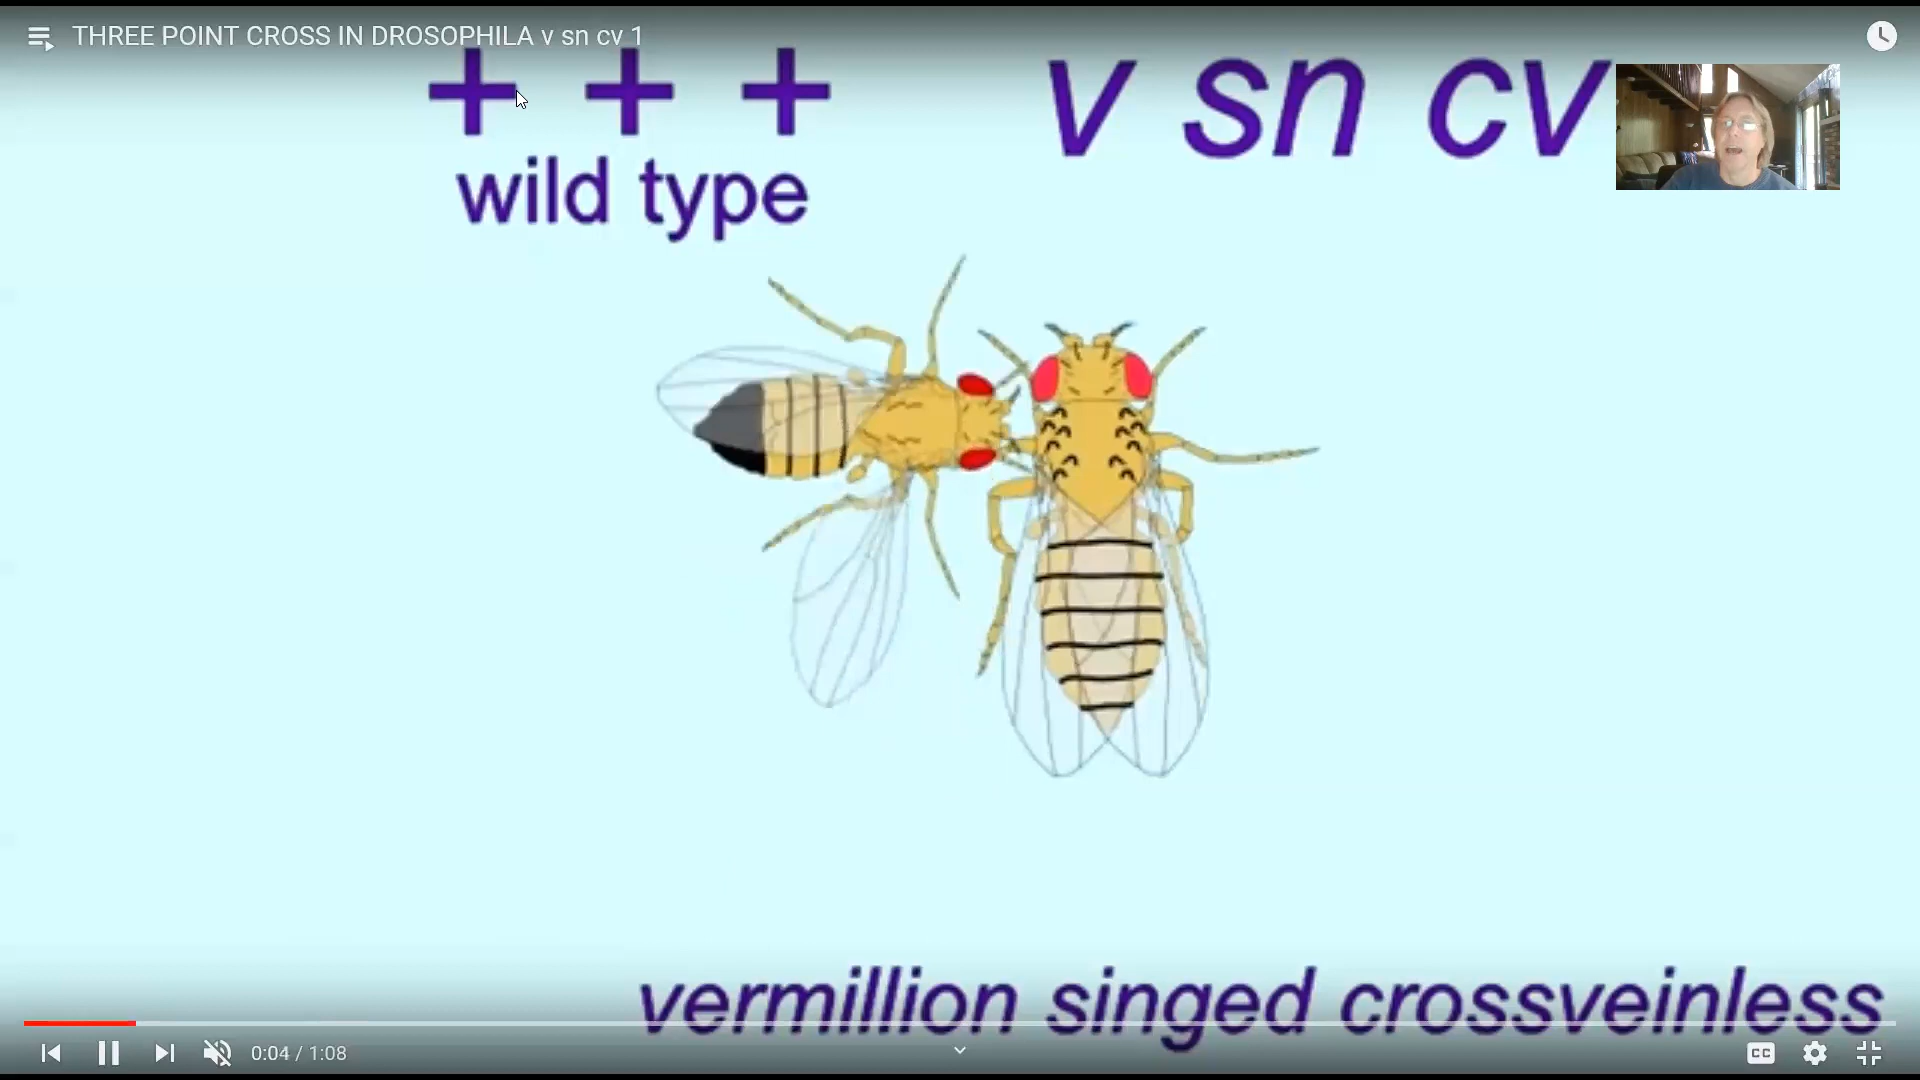 THREE POINT CROSS IN DROSOPHILA v sn cv 1
+ + + v sn cv
wild type
vermillion singed crossveinless
0:04 / 1:08
CC